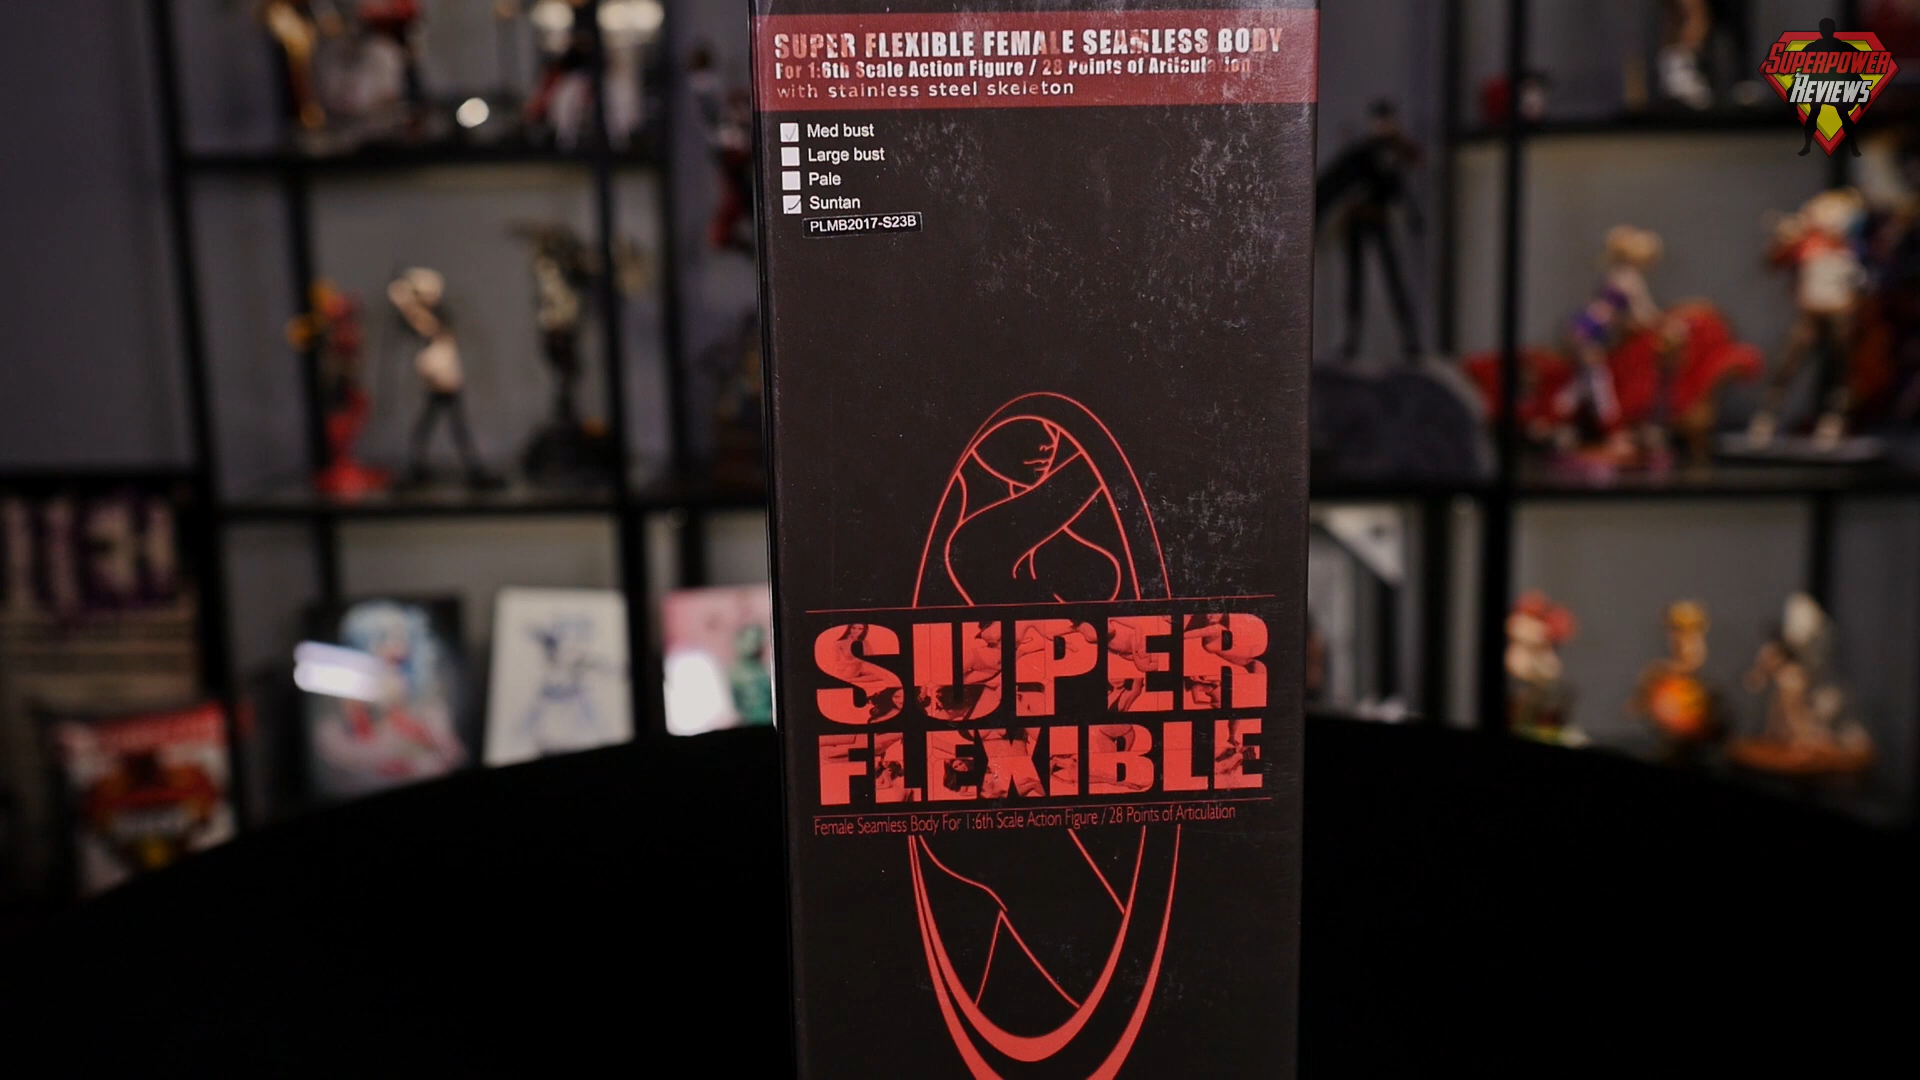 SUPER FLEXIBLE FEMALE SEAMLESS BODY
For 1:6th Scale Action Figure / 28 Points of Articulation
with stainless steel skeleton
Med bust
Large bust
Pale
Suntan
PLMB2017-S23B
SUPER
FLEXIBLE
Female Seamless Body For 1:6th Scale Action Figure / 28 Points of Articulation
SUPERPOWER
REVIEWS